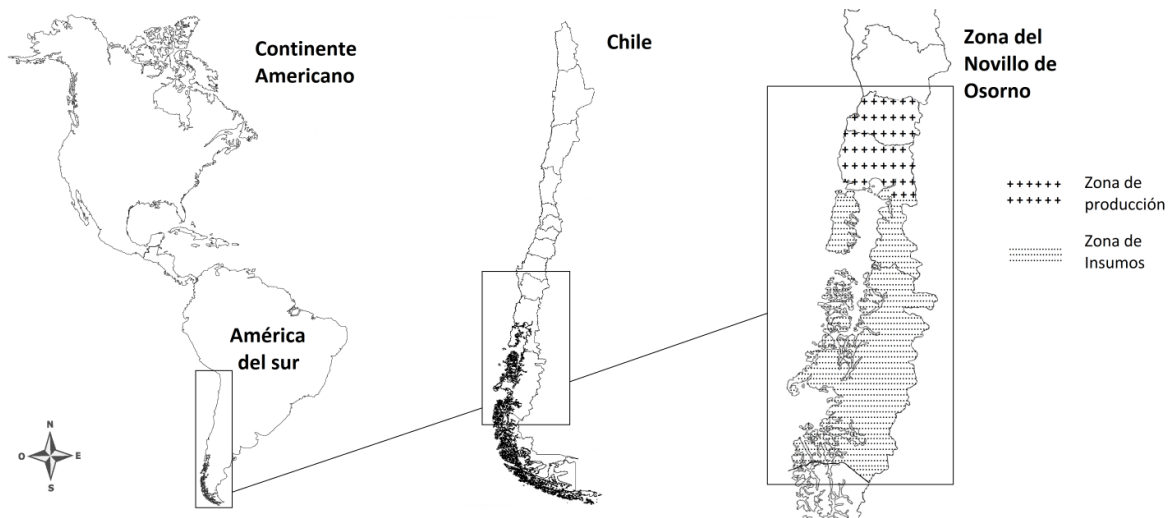 Continente
Americano
Chile
Zona del
Novillo de
Osorno
América
del sur
Zona de
producción
Zona de
Insumos
N
O
E
S